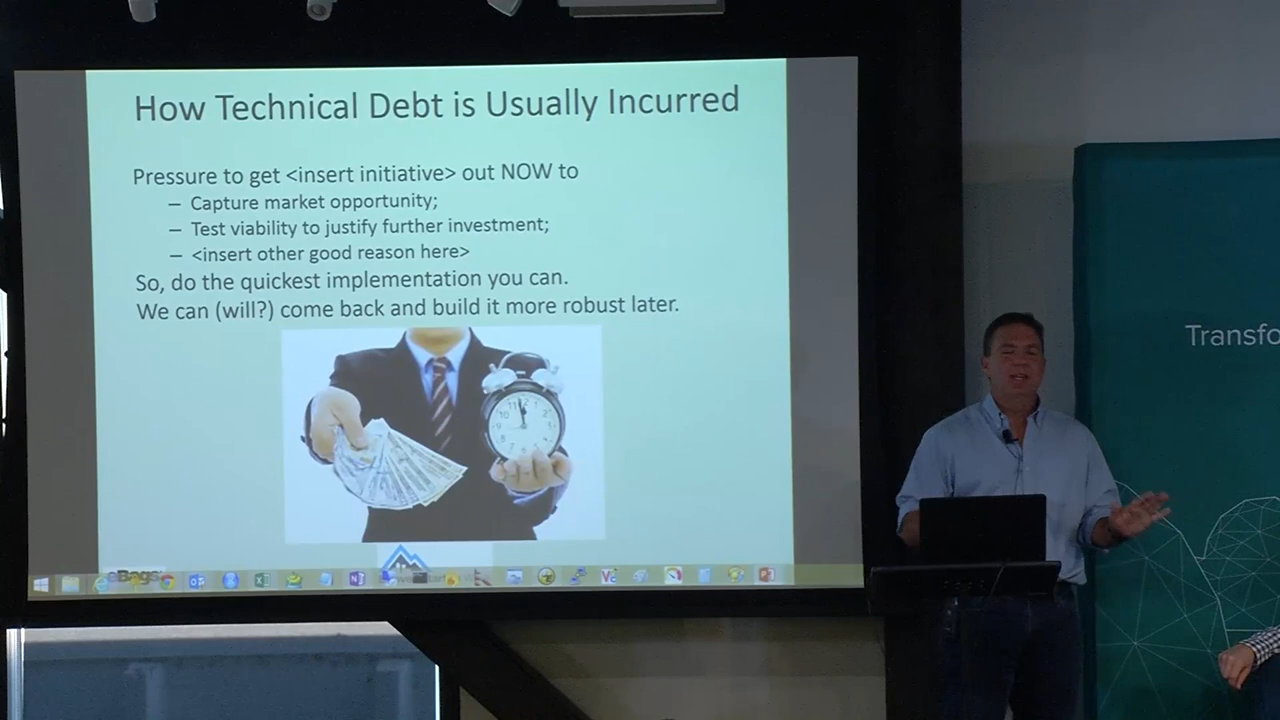 How Technical Debt is Usually Incurred
Pressure to get <insert initiative> out NOW to
– Capture market opportunity;
– Test viability to justify further investment;
– <insert other good reason here>
So, do the quickest implementation you can.
We can (will?) come back and build it more robust later.
eBags
Transfo